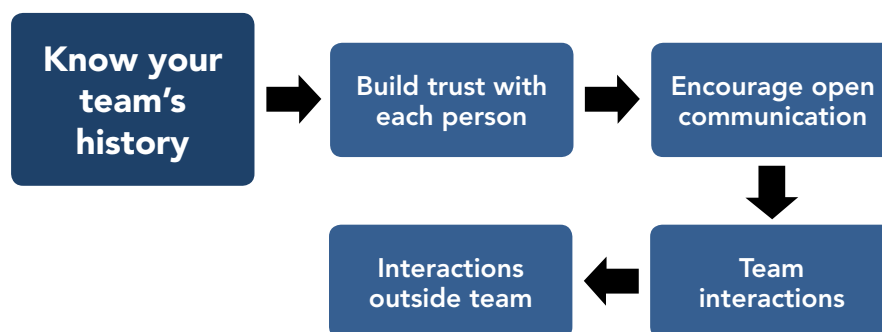 Know your
team’s
history
Build trust with
each person
Encourage open
communication
Team
interactions
Interactions
outside team